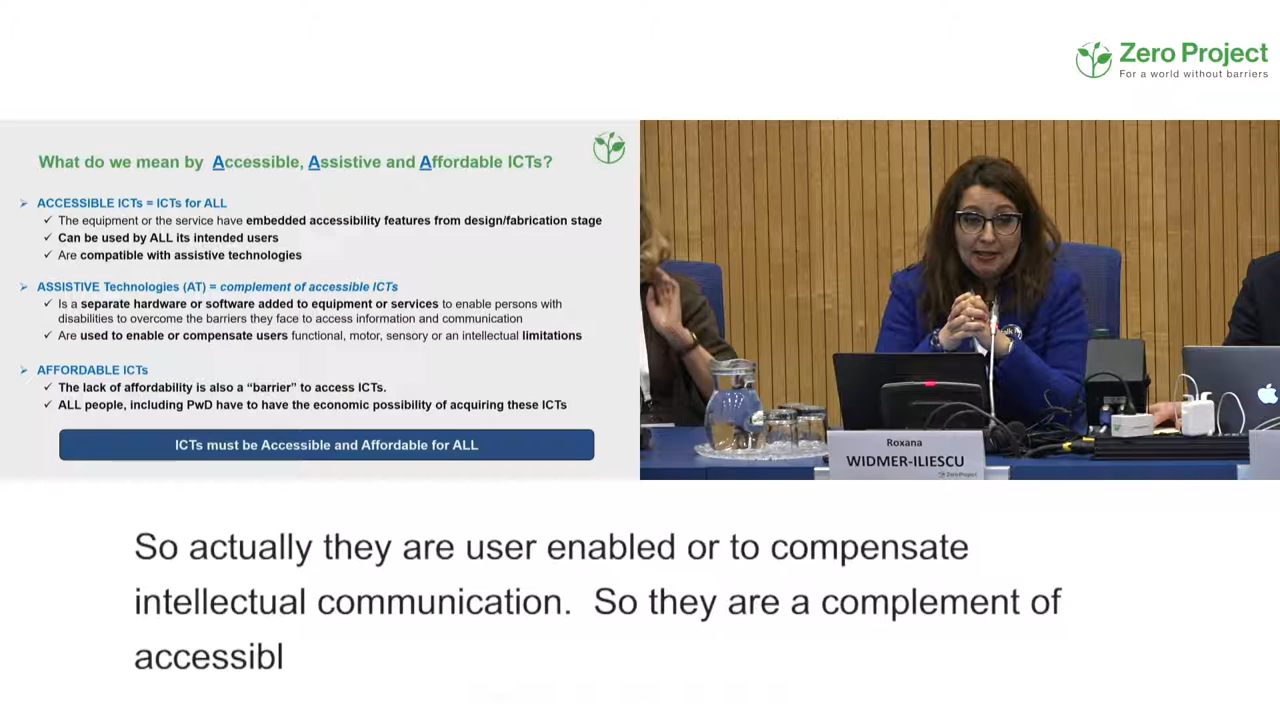 Zero Project
For a world without barriers
What do we mean by Accessible, Assistive and Affordable ICTs?
ACCESSIBLE ICTs = ICTs for ALL
The equipment or the service have embedded accessibility features from design/fabrication stage
Can be used by ALL its intended users
Are compatible with assistive technologies
ASSISTIVE Technologies (AT) = complement of accessible ICTs
Is a separate hardware or software added to equipment or services to enable persons with
disabilities to overcome the barriers they face to access information and communication
Are used to enable or compensate users functional, motor, sensory or an intellectual limitations
AFFORDABLE ICTs
The lack of affordability is also a “barrier” to access ICTs.
ALL people, including PwD have to have the economic possibility of acquiring these ICTs
ICTs must be Accessible and Affordable for ALL
Roxana
WIDMER-ILIESCU
Zero Project
So actually they are user enabled or to compensate
intellectual communication.  So they are a complement of
accessibl